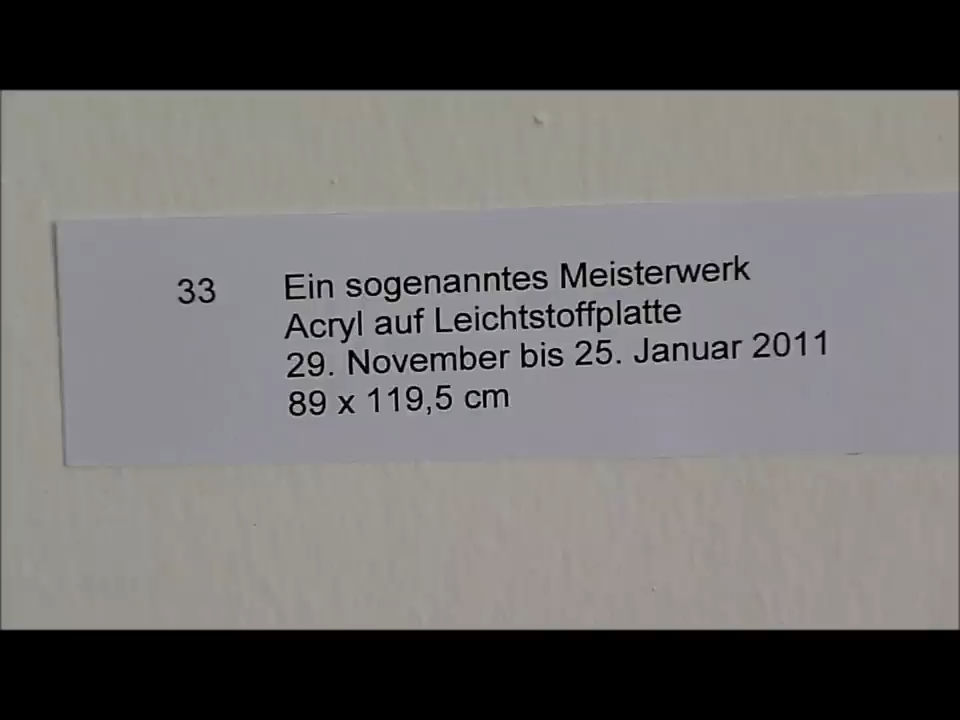 33 Ein sogenanntes Meisterwerk
Acryl auf Leichtstoffplatte
29. November bis 25. Januar 2011
89 x 119,5 cm